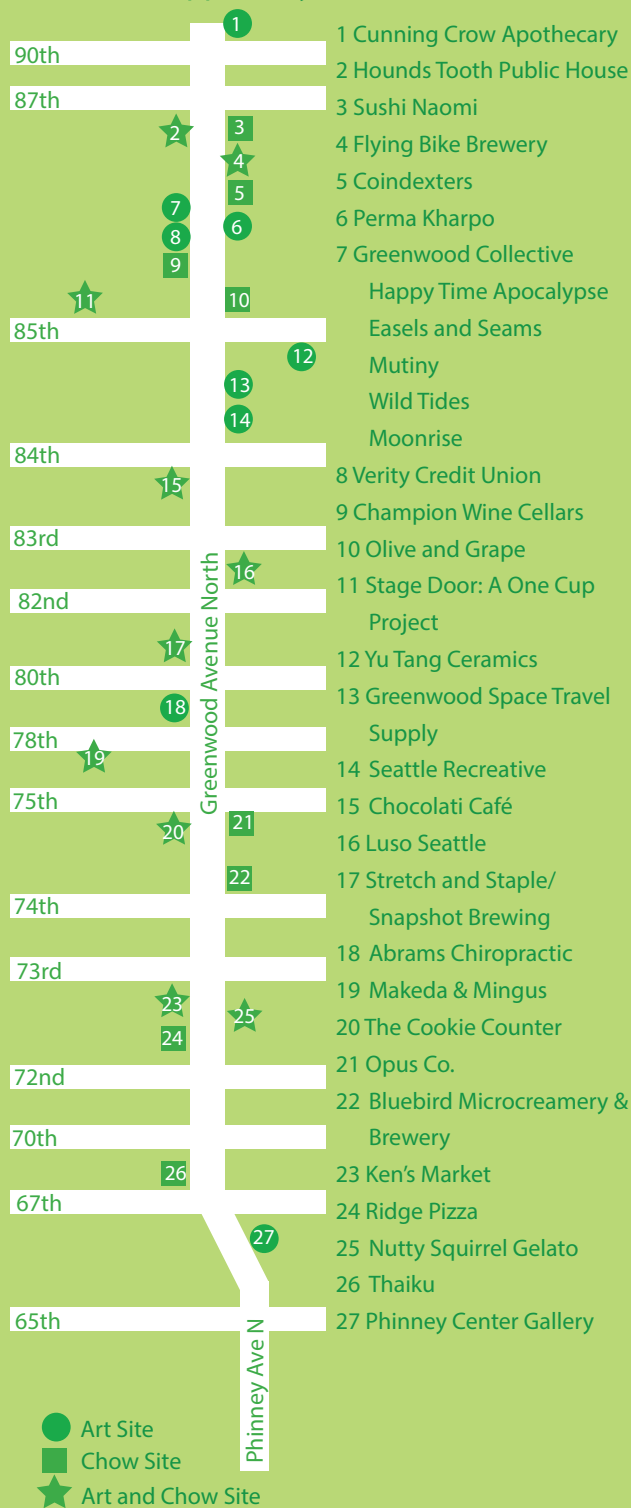 1
90th
87th
2
3
4
5
7
6
8
9
11
10
85th
12
13
14
84th
15
83rd
16
82nd
17
80th
18
78th
19
75th
20
21
22
74th
73rd
23
25
24
72nd
70th
26
67th
27
65th
Greenwood Avenue North
Phinney Ave N
1 Cunning Crow Apothecary
2 Hounds Tooth Public House
3 Sushi Naomi
4 Flying Bike Brewery
5 Coindexters
6 Perma Kharpo
7 Greenwood Collective
Happy Time Apocalypse
Easels and Seams
Mutiny
Wild Tides
Moonrise
8 Verity Credit Union
9 Champion Wine Cellars
10 Olive and Grape
11 Stage Door: A One Cup
Project
12 Yu Tang Ceramics
13 Greenwood Space Travel
Supply
14 Seattle Recreative
15 Chocolati Café
16 Luso Seattle
17 Stretch and Staple/
Snapshot Brewing
18 Abrams Chiropractic
19 Makeda & Mingus
20 The Cookie Counter
21 Opus Co.
22 Bluebird Microcreamery &
Brewery
23 Ken's Market
24 Ridge Pizza
25 Nutty Squirrel Gelato
26 Thaiku
27 Phinney Center Gallery
Art Site
Chow Site
Art and Chow Site